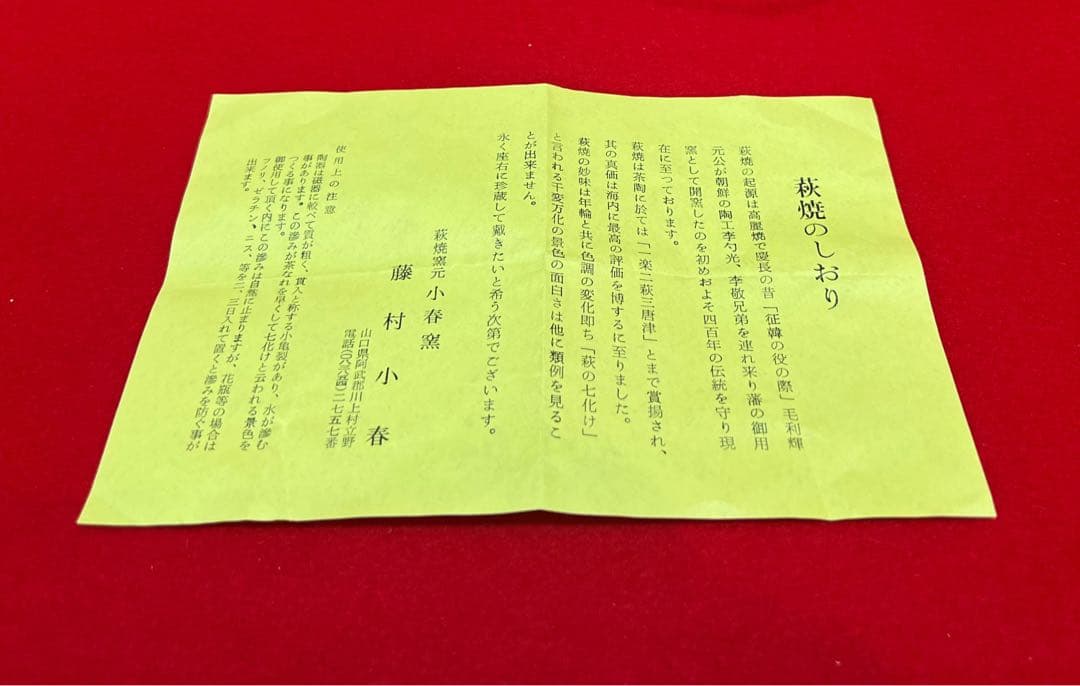 萩焼のしおり
萩焼の起源は高麗焼で慶長の昔「征韓の役の際」毛利輝
元公が朝鮮の陶工李勺光、李敬兄弟を連れ来り藩の御用
窯として開窯したのを初めおよそ四百年の伝統を守り現
在に至つております。
萩焼は茶陶に於ては「一楽二萩三唐津」とまで賞揚され、
其の真価は海内に最高の評価を博するに至りました。
萩焼の妙味は年輪と共に色調の変化即ち「萩の七化け」
と言われる千変万化の景色の面白さは他に類例を見るこ
とが出来ません。
永く座右に珍蔵して戴きたいと希う次第でございます。
萩焼窯元 小春窯
藤村小春
山口県阿武郡川上村立野
電話(〇八三八五四)二七五七番
使用上の注意
陶器は磁器に較べて質が粗く、貫入と称する小亀裂があり、水が滲む
事があります。この滲みが茶なれを早くして七化けと云われる景色を
つくる事になります。
御使用して頂く内にこの滲みは自然に止まりますが、花瓶等の場合は
フノリ、ゼラチン、ニス、等を二、三日入れて置くと滲みを防ぐ事が
出来ます。